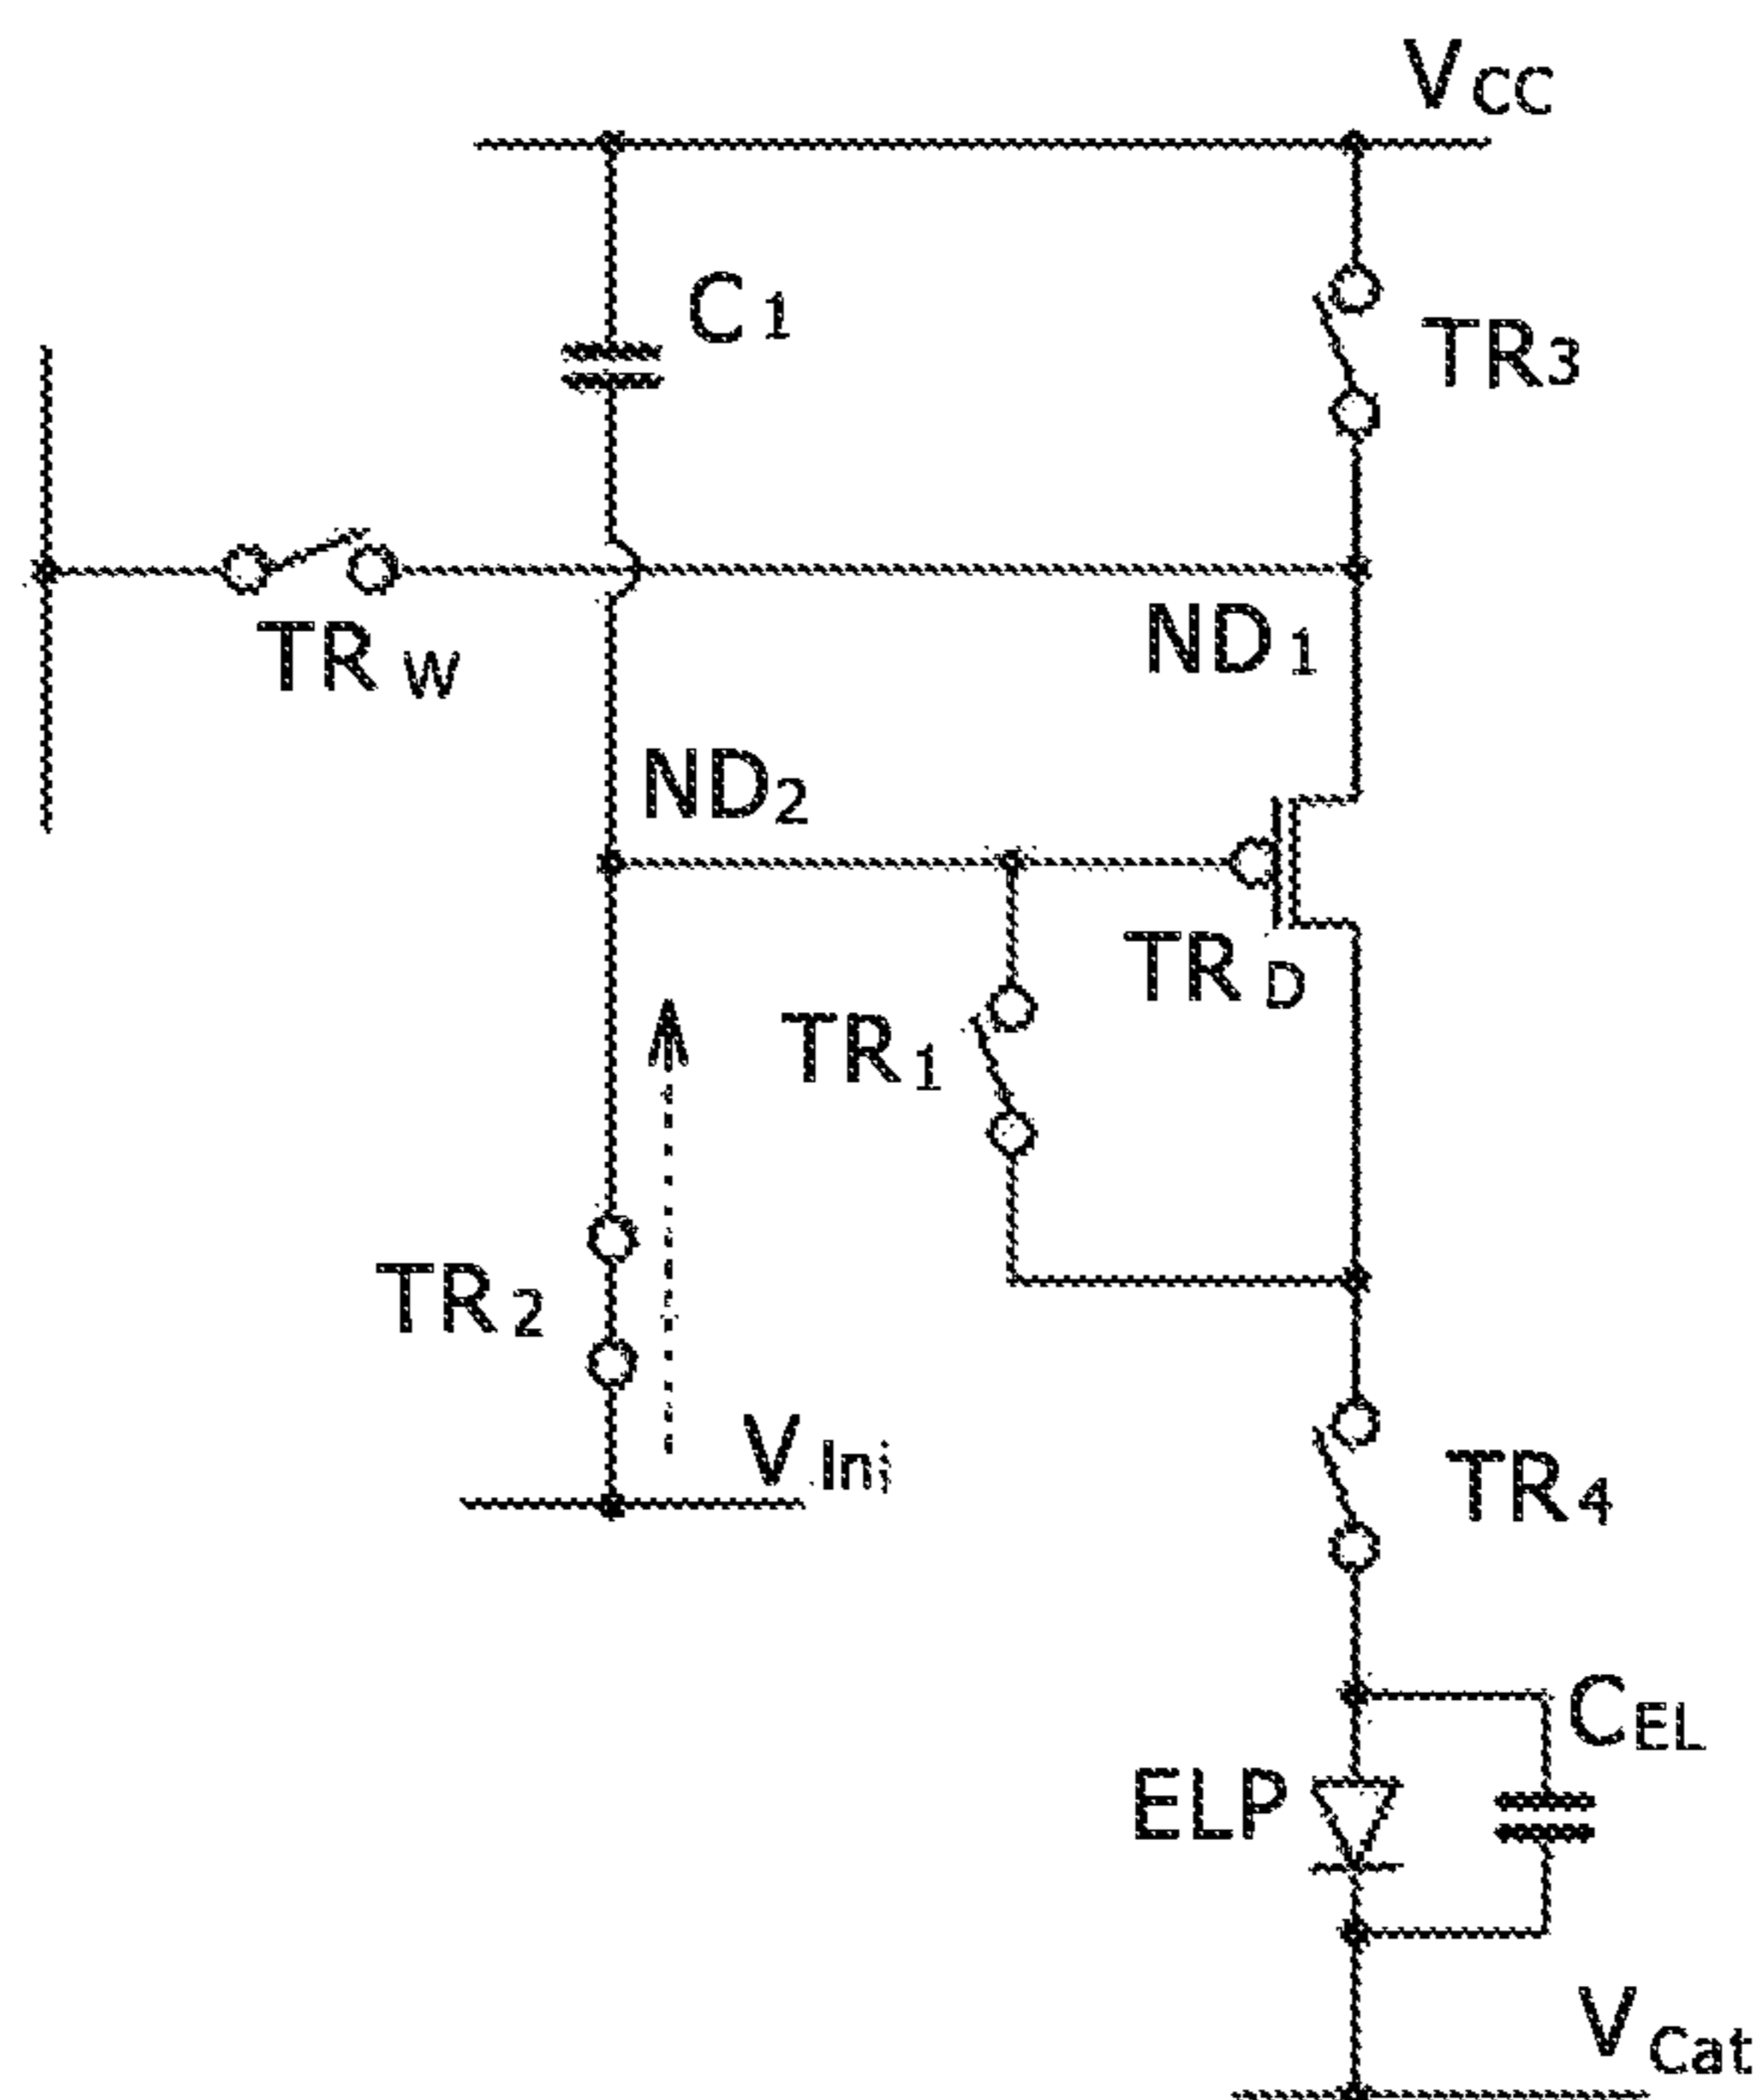 VCC
C1
TR3
TRW
ND1
ND2
TRD
TR1
TR2
VIni
TR4
CEL
ELP
VCat